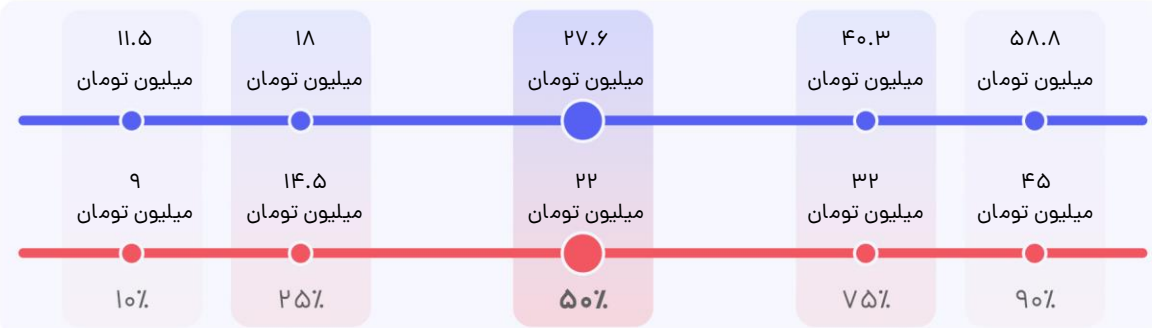 ۱۱.۵ ۱۸ ۲۷.۶ ۴۰.۳ ۵۸.۸
میلیون تومان میلیون تومان میلیون تومان میلیون تومان میلیون تومان
۹ ۱۴.۵ ۲۲ ۳۲ ۴۵
میلیون تومان میلیون تومان میلیون تومان میلیون تومان میلیون تومان
۱۰٪ ۲۵٪ ۵۰٪ ۷۵٪ ۹۰٪